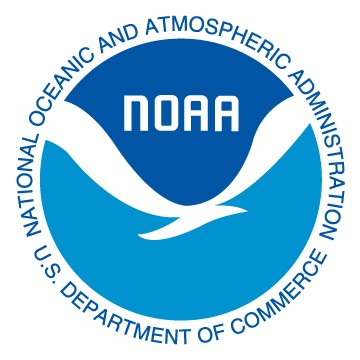 NATIONAL OCEANIC AND ATMOSPHERIC ADMINISTRATION
NOAA
U.S. DEPARTMENT OF COMMERCE